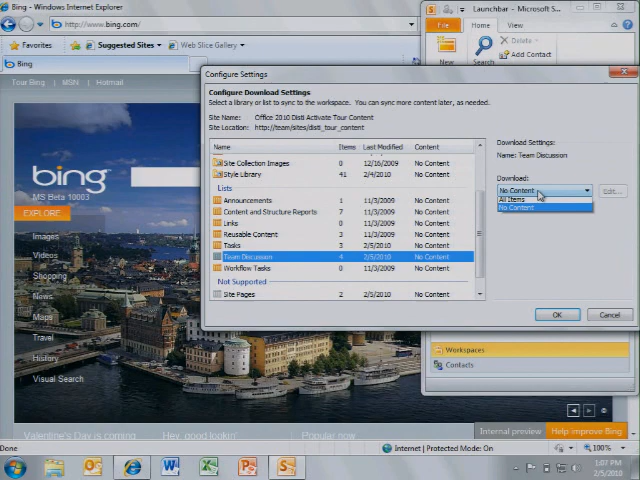 Bing - Windows Internet Explorer
http://www.bing.com/
Favorites
Suggested Sites
Web Slice Gallery
Bing
Tour Bing | MSN | Hotmail
bing
MS Beta 10003
EXPLORE
Images
Videos
Shopping
News
Maps
Travel
History
Visual Search
Valentine's Day is coming
Hey, good lookin'
Popular now
Internal preview
Help improve Bing
Done
Internet | Protected Mode: On
100%
Launchbar - Microsoft S...
File
Home
View
New
Search
Delete
Add Contact
Configure Settings
Configure Download Settings
Select a library or list to sync to the workspace. You can sync more content later, as needed.
Site Name: Office 2010 Disti Activate Tour Content
Site Location: http://team/sites/disti_tour_content
Name Items Last Modified Content
Site Collection Images 0 12/16/2009 No Content
Style Library 41 2/4/2010 No Content
Lists
Announcements 1 11/3/2009 No Content
Content and Structure Reports 7 11/3/2009 No Content
Links 0 11/3/2009 No Content
Reusable Content 3 11/3/2009 No Content
Tasks 3 2/5/2010 No Content
Team Discussion 4 2/5/2010 No Content
Workflow Tasks 0 11/3/2009 No Content
Not Supported
Site Pages 2 2/5/2010 No Content
Download Settings:
Name: Team Discussion
Download:
No Content
Edit...
All Items
No Content
OK
Cancel
Workspaces
Contacts
1:07 PM
2/5/2010